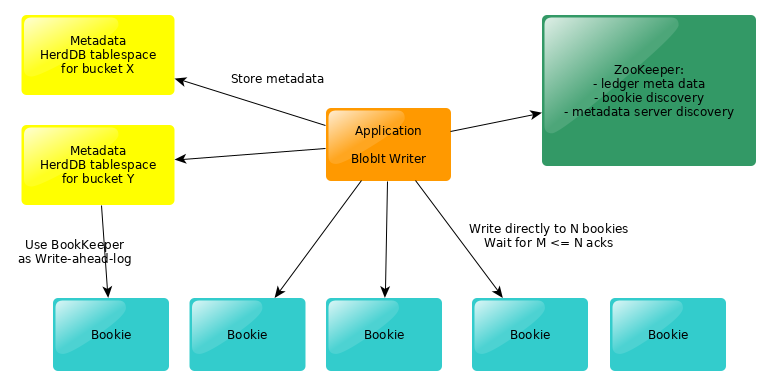 Metadata
HerdDB tablespace
for bucket X
Store metadata
ZooKeeper:
- ledger meta data
- bookie discovery
- metadata server discovery
Application
BlobIt Writer
Metadata
HerdDB tablespace
for bucket Y
Use BookKeeper
as Write-ahead-log
Write directly to N bookies
Wait for M <= N acks
Bookie
Bookie
Bookie
Bookie
Bookie